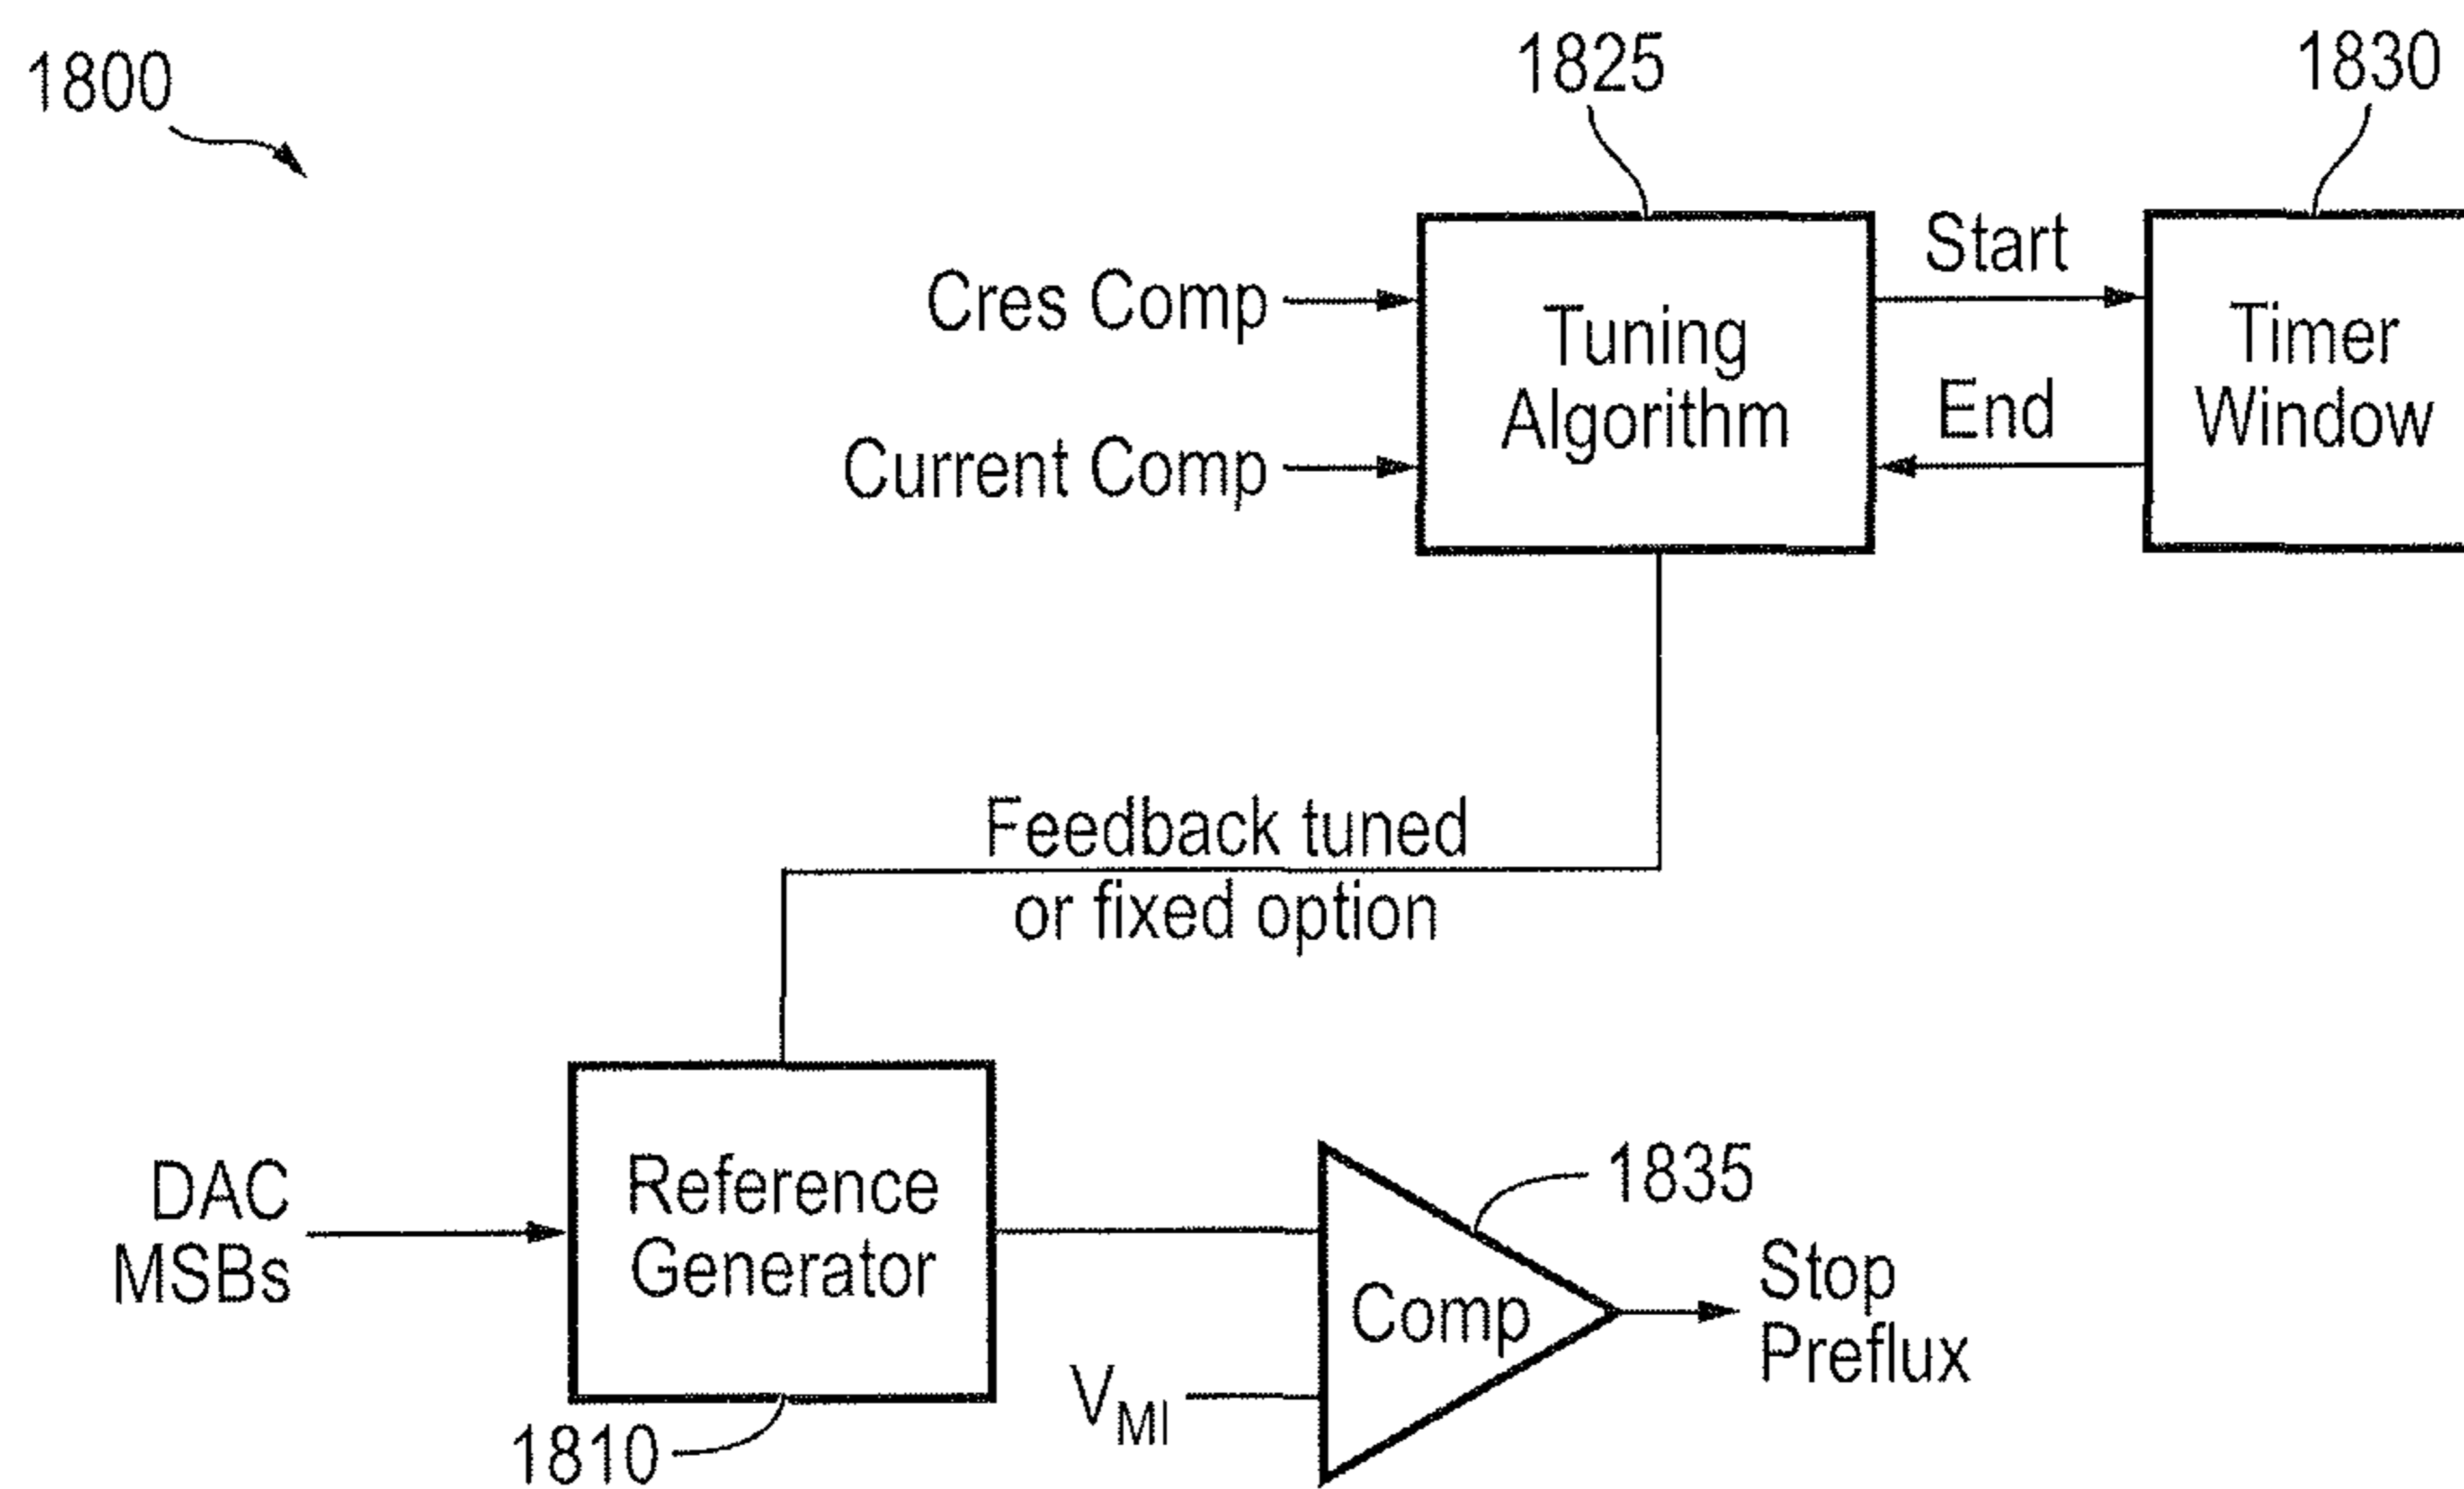 1800
1825
1830
Cres Comp
Current Comp
Tuning
Algorithm
Start
End
Timer
Window
Feedback tuned
or fixed option
DAC
MSBs
Reference
Generator
1810
V_MI
Comp
1835
Stop
Preflux